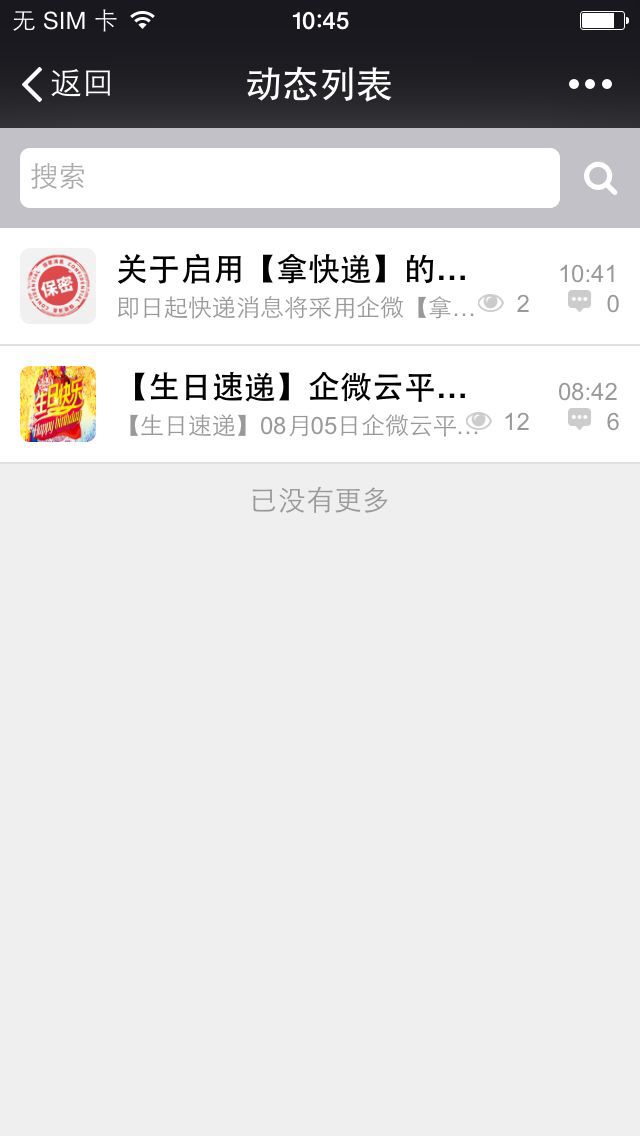 无 SIM 卡 10:45
返回 动态列表
搜索
保密
关于启用【拿快递】的... 10:41
即日起快递消息将采用企微【拿... 2 0
生日快乐
Happy birthday
【生日速递】企微云平... 08:42
【生日速递】08月05日企微云平... 12 6
已没有更多